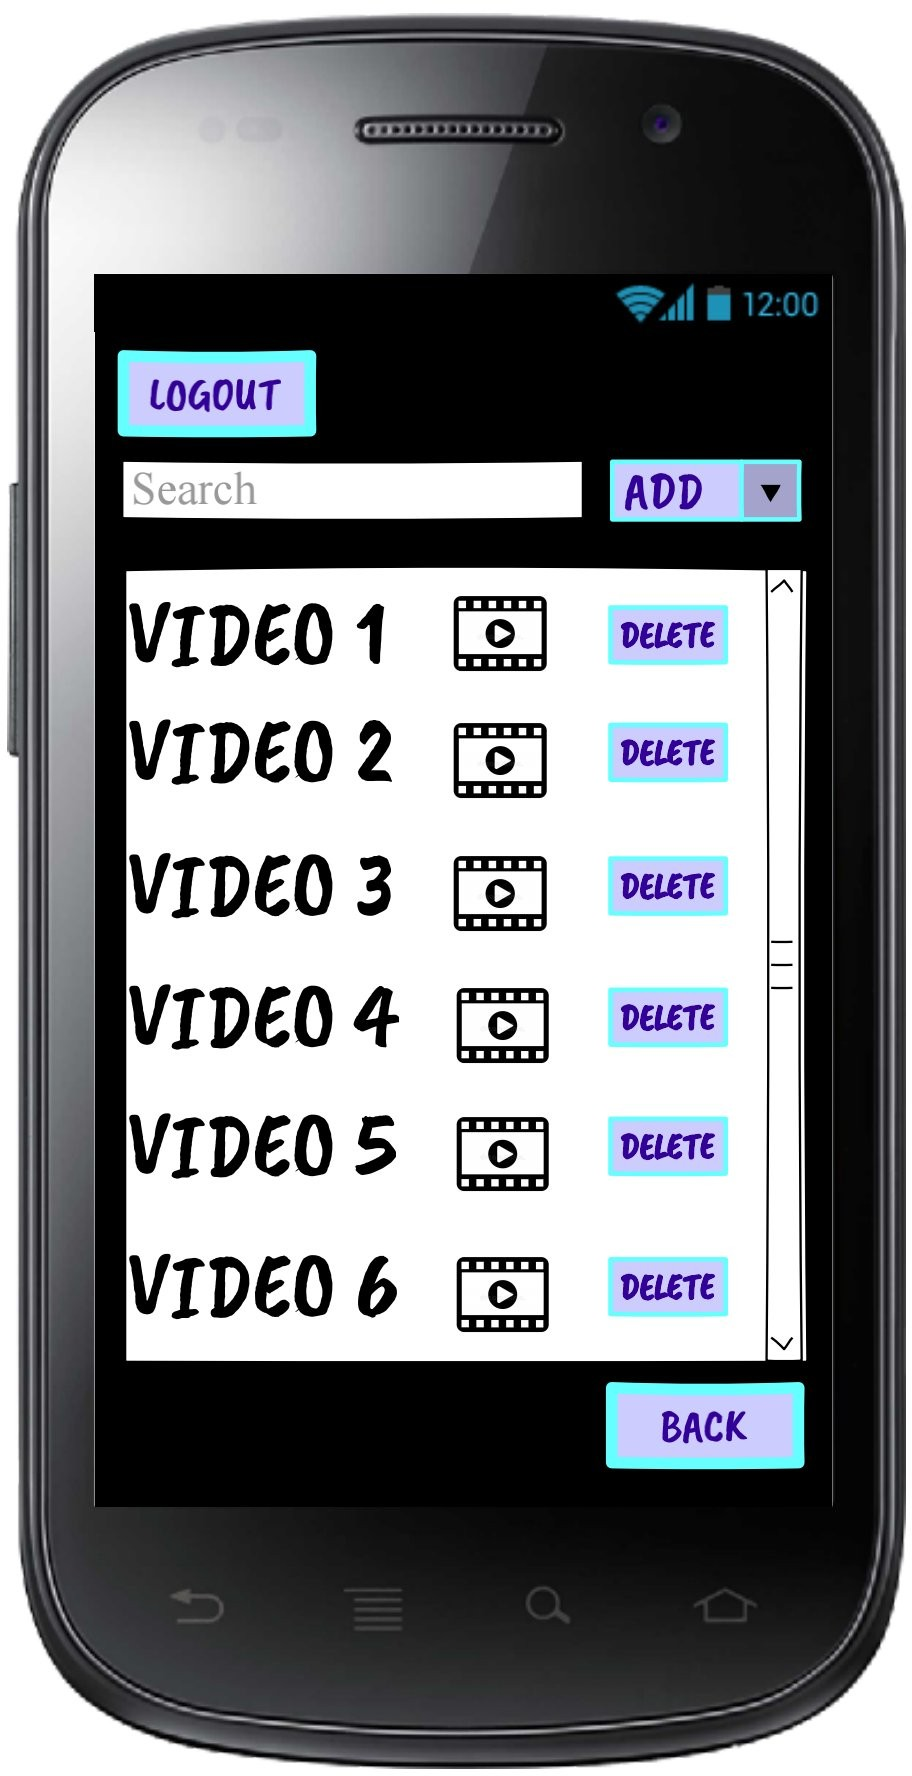 12:00
LOGOUT
Search
ADD
VIDEO 1
DELETE
VIDEO 2
DELETE
VIDEO 3
DELETE
VIDEO 4
DELETE
VIDEO 5
DELETE
VIDEO 6
DELETE
BACK